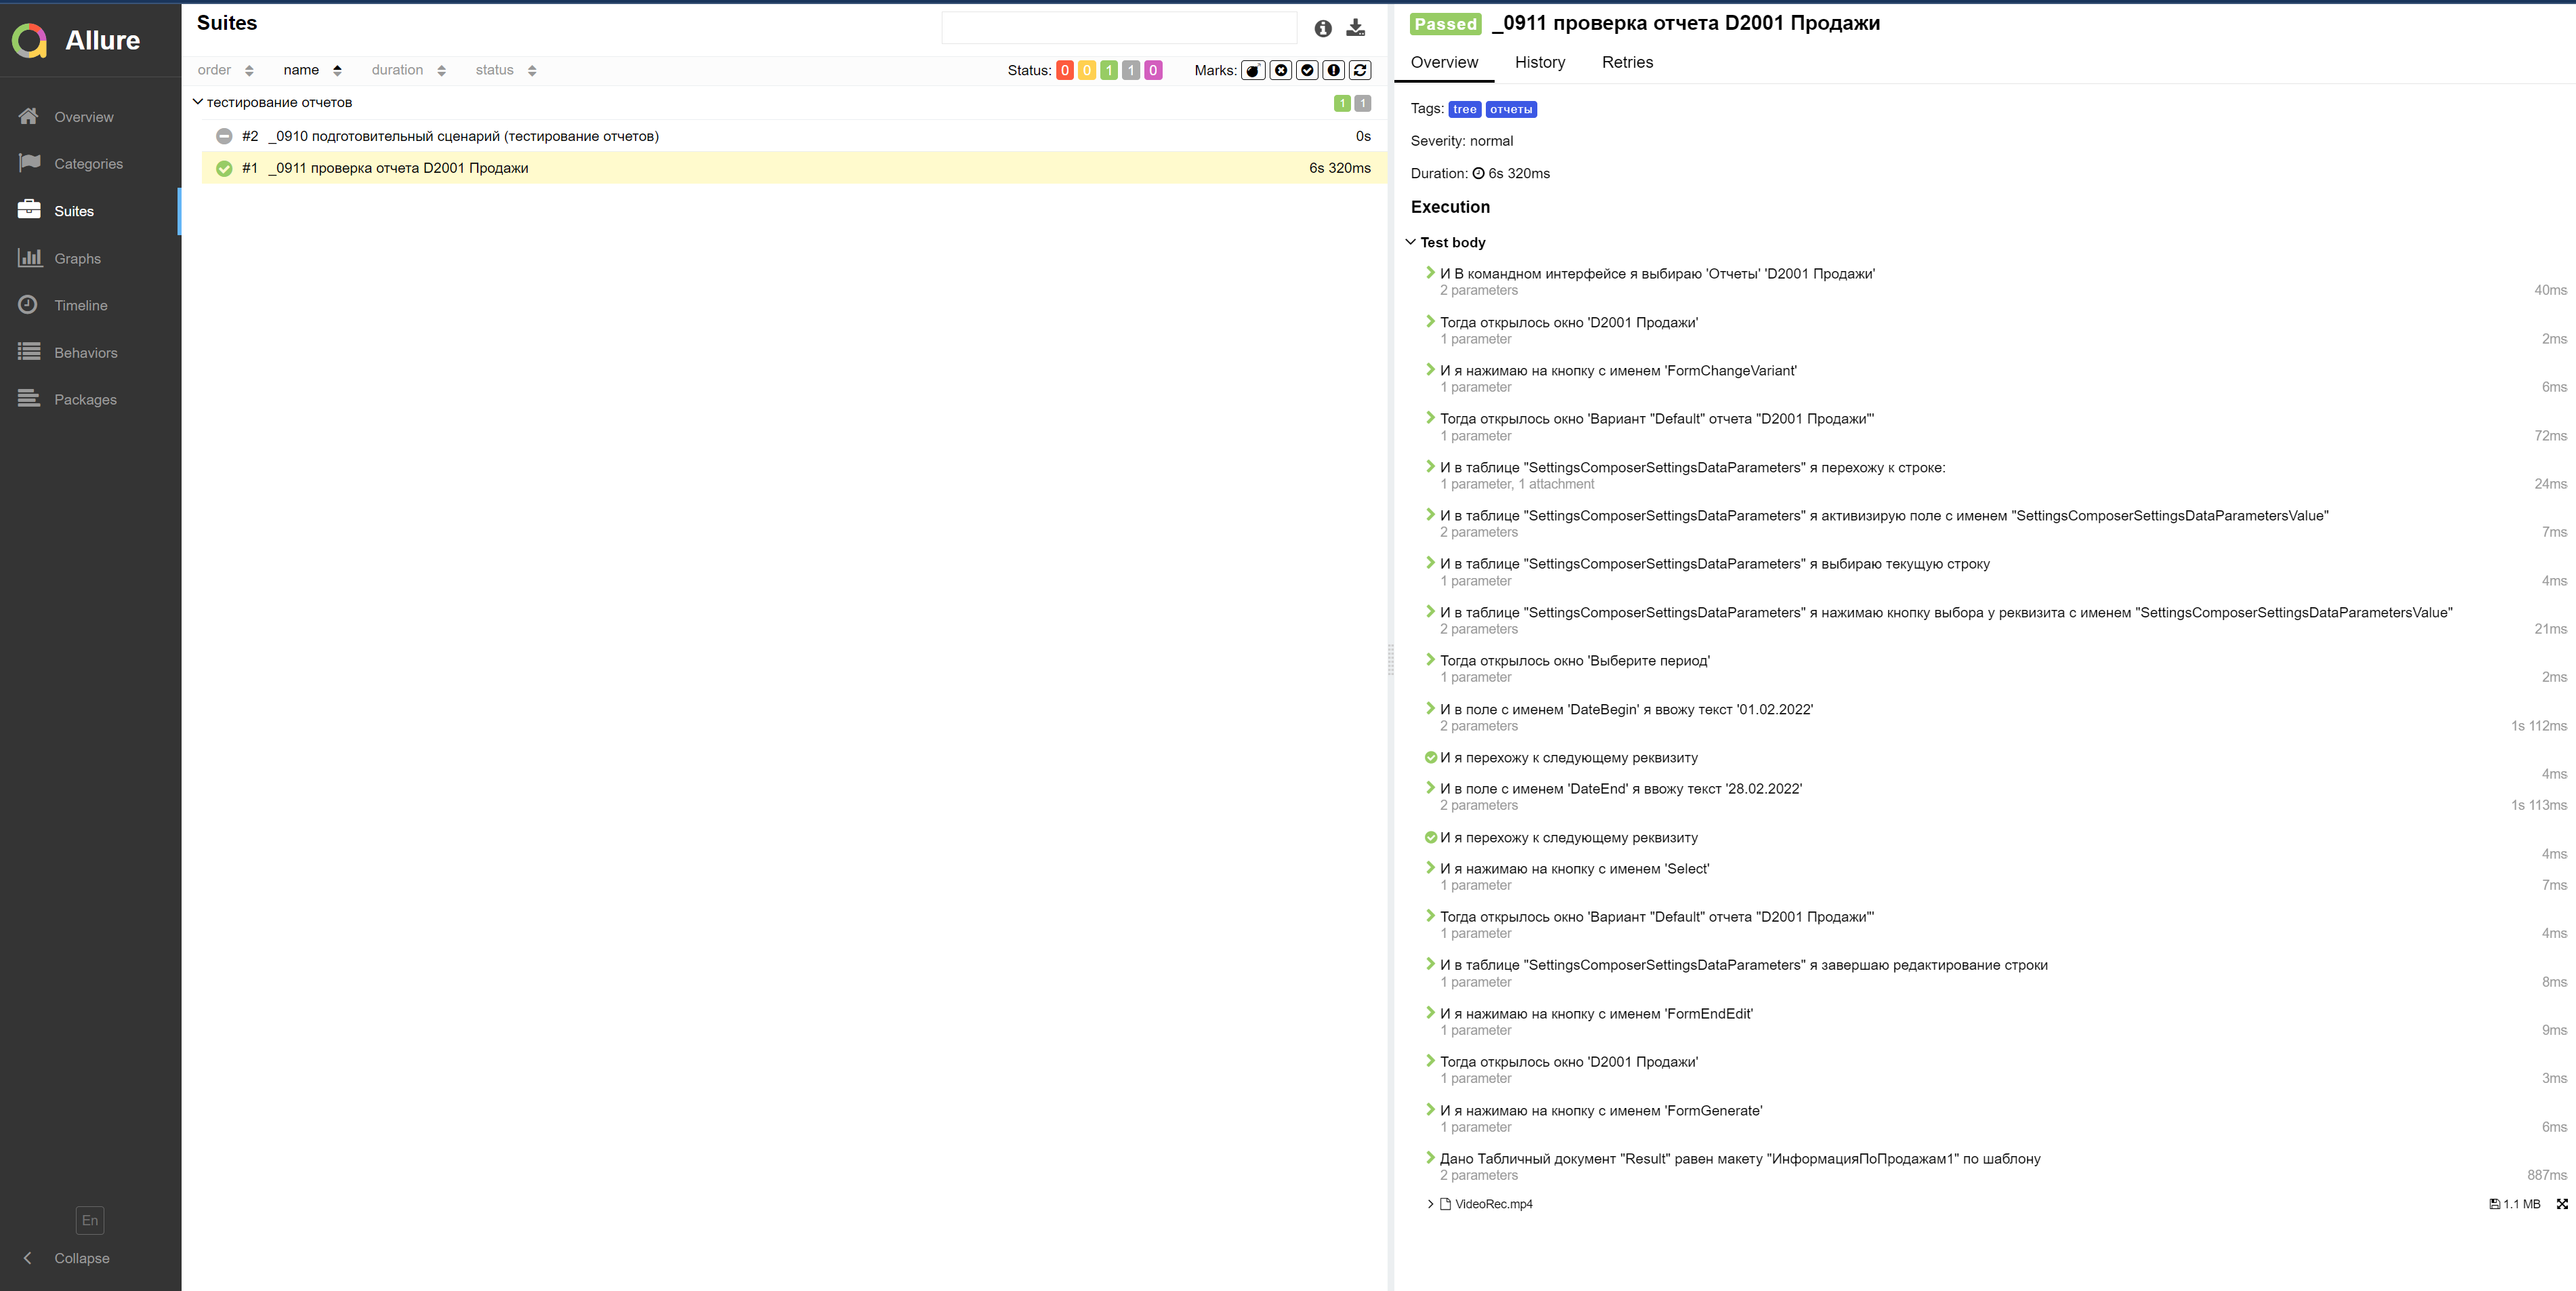 Allure
Overview
Categories
Suites
Graphs
Timeline
Behaviors
Packages
En
Collapse
Suites
order name duration status
Status: 0 0 1 1 0 Marks:
тестирование отчетов 1 1
#2 _0910 подготовительный сценарий (тестирование отчетов) 0s
#1 _0911 проверка отчета D2001 Продажи 6s 320ms
Passed _0911 проверка отчета D2001 Продажи
Overview History Retries
Tags: tree отчеты
Severity: normal
Duration: 6s 320ms
Execution
Test body
И В командном интерфейсе я выбираю 'Отчеты' 'D2001 Продажи'
2 parameters 40ms
Тогда открылось окно 'D2001 Продажи'
1 parameter 2ms
И я нажимаю на кнопку с именем 'FormChangeVariant'
1 parameter 6ms
Тогда открылось окно 'Вариант "Default" отчета "D2001 Продажи"'
1 parameter 72ms
И в таблице "SettingsComposerSettingsDataParameters" я перехожу к строке:
1 parameter, 1 attachment 24ms
И в таблице "SettingsComposerSettingsDataParameters" я активизирую поле с именем "SettingsComposerSettingsDataParametersValue"
2 parameters 7ms
И в таблице "SettingsComposerSettingsDataParameters" я выбираю текущую строку
1 parameter 4ms
И в таблице "SettingsComposerSettingsDataParameters" я нажимаю кнопку выбора у реквизита с именем "SettingsComposerSettingsDataParametersValue"
2 parameters 21ms
Тогда открылось окно 'Выберите период'
1 parameter 2ms
И в поле с именем 'DateBegin' я ввожу текст '01.02.2022'
2 parameters 1s 112ms
И я перехожу к следующему реквизиту
4ms
И в поле с именем 'DateEnd' я ввожу текст '28.02.2022'
2 parameters 1s 113ms
И я перехожу к следующему реквизиту
4ms
И я нажимаю на кнопку с именем 'Select'
1 parameter 7ms
Тогда открылось окно 'Вариант "Default" отчета "D2001 Продажи"'
1 parameter 4ms
И в таблице "SettingsComposerSettingsDataParameters" я завершаю редактирование строки
1 parameter 8ms
И я нажимаю на кнопку с именем 'FormEndEdit'
1 parameter 9ms
Тогда открылось окно 'D2001 Продажи'
1 parameter 3ms
И я нажимаю на кнопку с именем 'FormGenerate'
1 parameter 6ms
Дано Табличный документ "Result" равен макету "ИнформацияПоПродажам1" по шаблону
2 parameters 887ms
VideoRec.mp4 1.1 MB